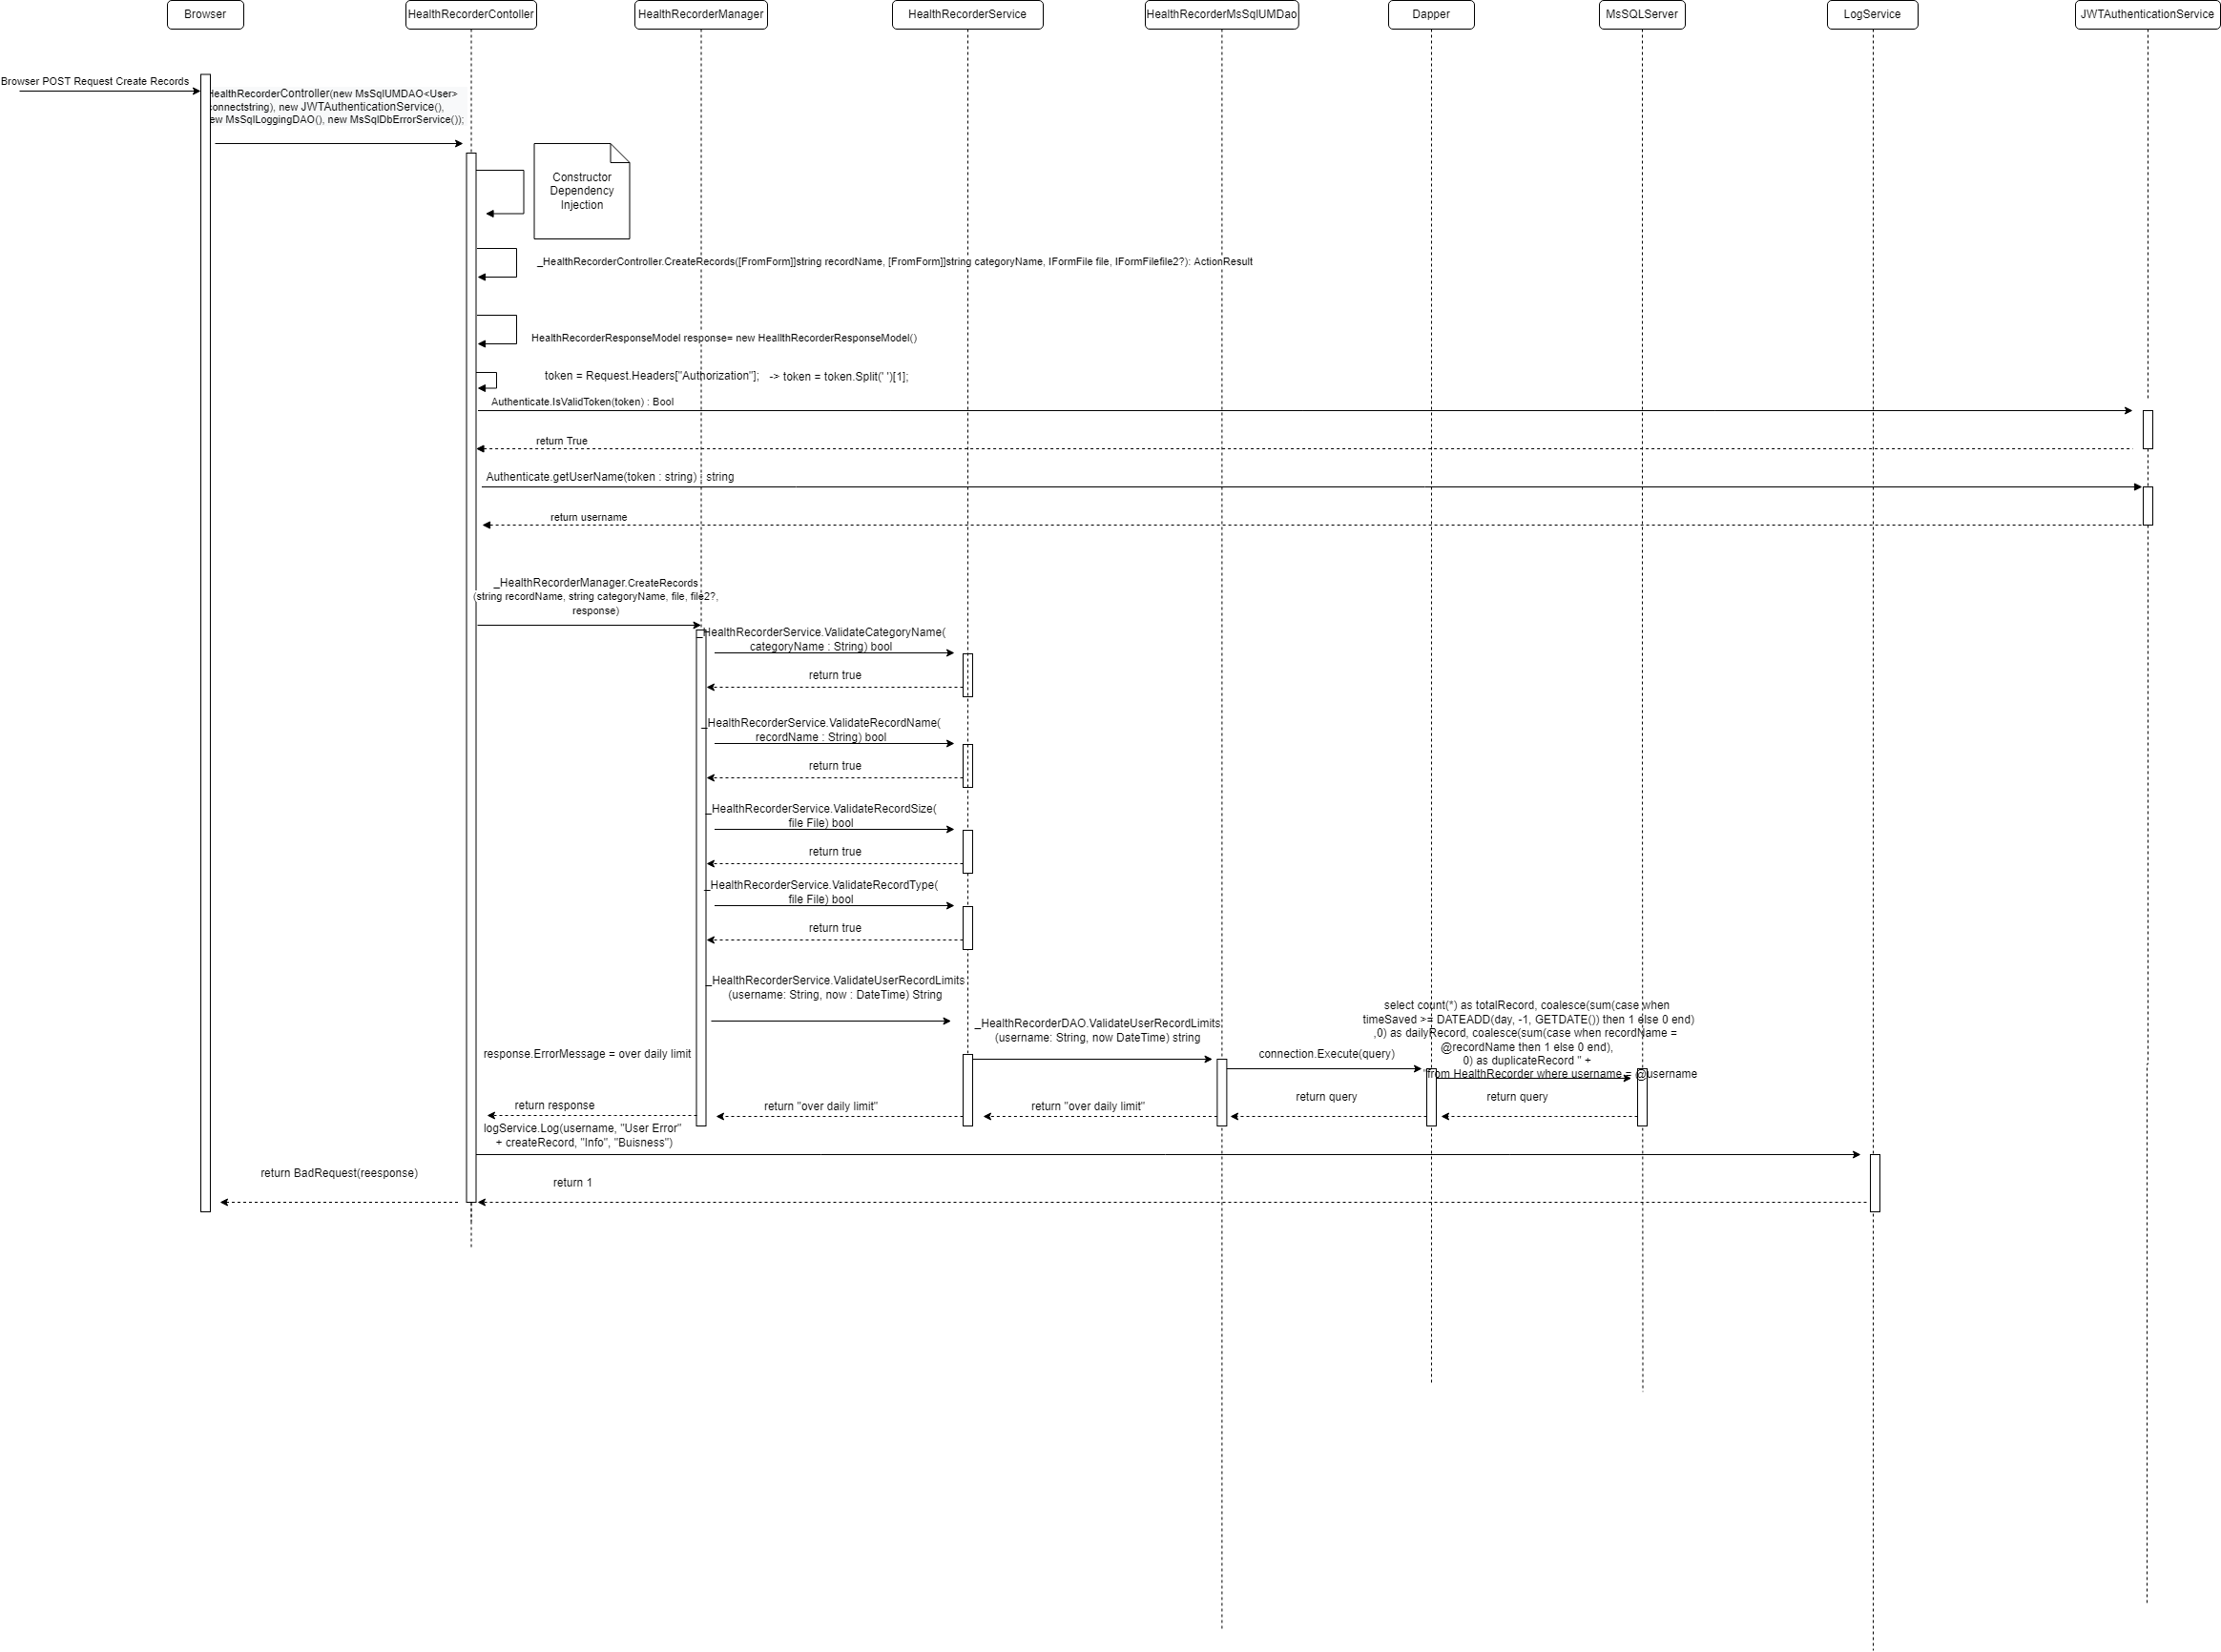 Browser
HealthRecorderContoller
HealthRecorderManager
HealthRecorderService
HealthRecorderMsSqlUMDao
Dapper
MsSQLServer
LogService
JWTAuthenticationService
Browser POST Request Create Records
HealthRecorderController(new MsSqlUMDAO<User>
connectstring), new JWTAuthenticationService(),
new MsSqlLoggingDAO(), new MsSqlDbErrorService());
Constructor
Dependency
Injection
_HealthRecorderController.CreateRecords([FromForm]]string recordName, [FromForm]]string categoryName, IFormFile file, IFormFilefile2?): ActionResult
HealthRecorderResponseModel response= new HeallthRecorderResponseModel()
token = Request.Headers["Authorization"]; -> token = token.Split(' ')[1];
Authenticate.IsValidToken(token) : Bool
return True
Authenticate.getUserName(token : string) : string
return username
_HealthRecorderManager.CreateRecords
(string recordName, string categoryName, file, file2?,
response)
_HealthRecorderService.ValidateCategoryName(
categoryName : String) bool
return true
_HealthRecorderService.ValidateRecordName(
recordName : String) bool
return true
_HealthRecorderService.ValidateRecordSize(
file File) bool
return true
_HealthRecorderService.ValidateRecordType(
file File) bool
return true
_HealthRecorderService.ValidateUserRecordLimits
(username: String, now : DateTime) String
_HealthRecorderDAO.ValidateUserRecordLimits
(username: String, now DateTime) string
select count(*) as totalRecord, coalesce(sum(case when
timeSaved >= DATEADD(day, -1, GETDATE()) then 1 else 0 end)
,0) as dailyRecord, coalesce(sum(case when recordName =
@recordName then 1 else 0 end),
0) as duplicateRecord " +
"from HealthRecorder where username = @username
connection.Execute(query)
response.ErrorMessage = over daily limit
return query
return query
return "over daily limit"
return "over daily limit"
return response
logService.Log(username, "User Error"
+ createRecord, "Info", "Buisness")
return BadRequest(reesponse)
return 1